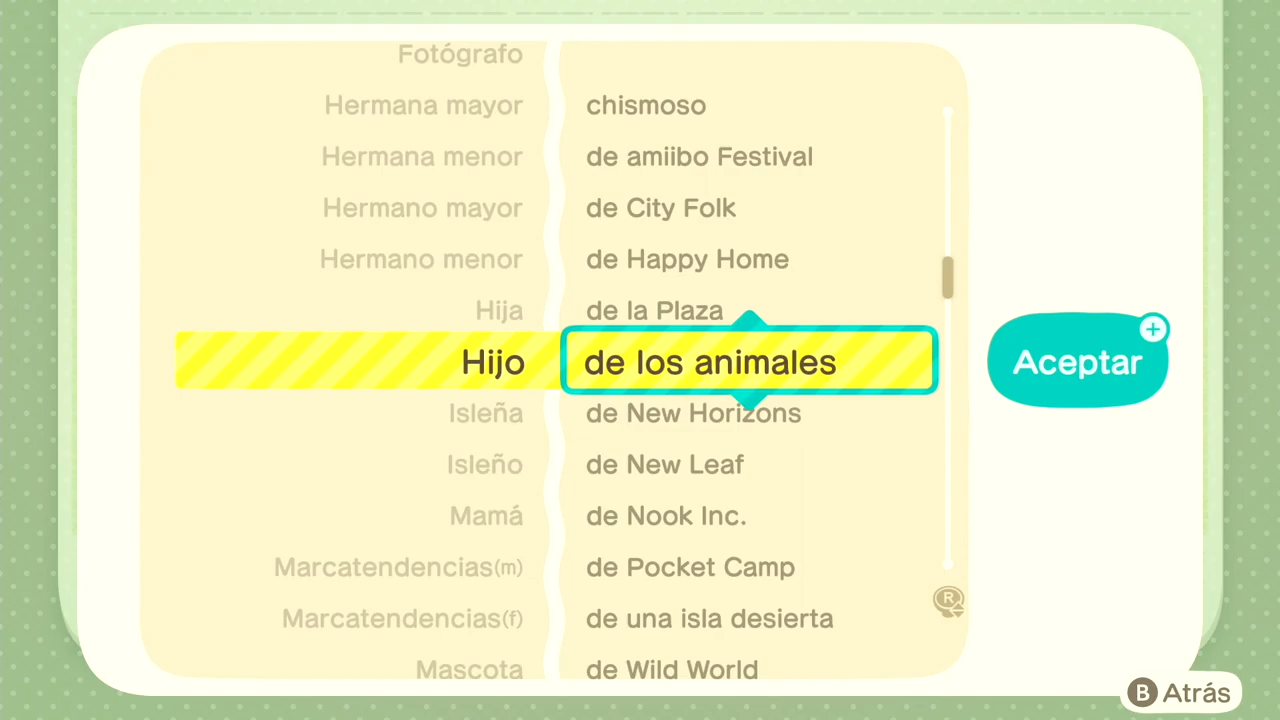 Fotógrafo
Hermana mayor chismoso
Hermana menor de amiibo Festival
Hermano mayor de City Folk
Hermano menor de Happy Home
Hija de la Plaza
Hijo de los animales
Isleña de New Horizons
Isleño de New Leaf
Mamá de Nook Inc.
Marcatendencias(m) de Pocket Camp
Marcatendencias(f) de una isla desierta
Mascota de Wild World
+
Aceptar
R
B Atrás